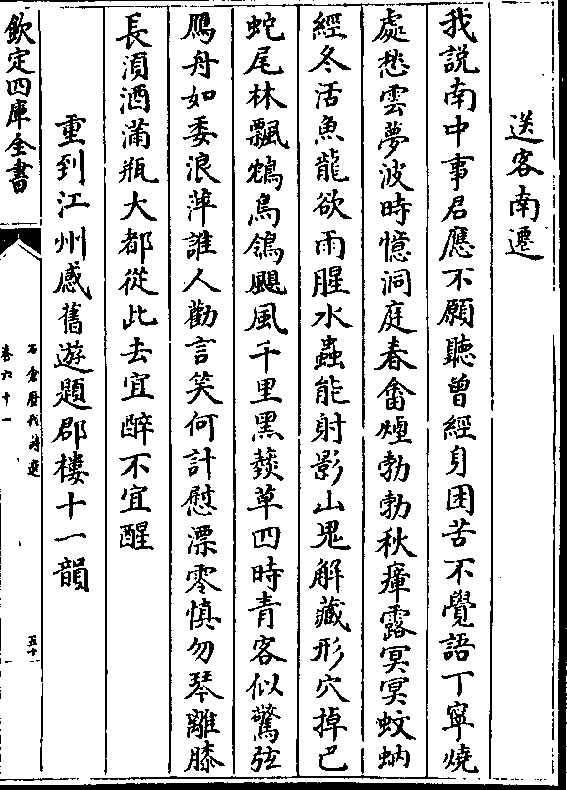 送客南遷
我說南中事君應不願聽曾經身困苦不覺語丁寧燒
處愁雲夢波時憶洞庭春畬煙勃勃秋瘴露冥冥蚊蚋
經冬活魚龍欲雨腥水蟲能射影山鬼解藏形穴掉巴
蛇尾林飄鴆鳥鴒颶風千里黑䔖草四時青客似驚弦
鴈舟如委浪萍誰人勸言笑何計慰漂零慎勿琴離膝
長須酒滿瓶大都從此去宜醉不宜醒
重到江州感舊遊題郡樓十一韻
欽定四庫全書
石倉歷代詩選
卷六十一
五十一